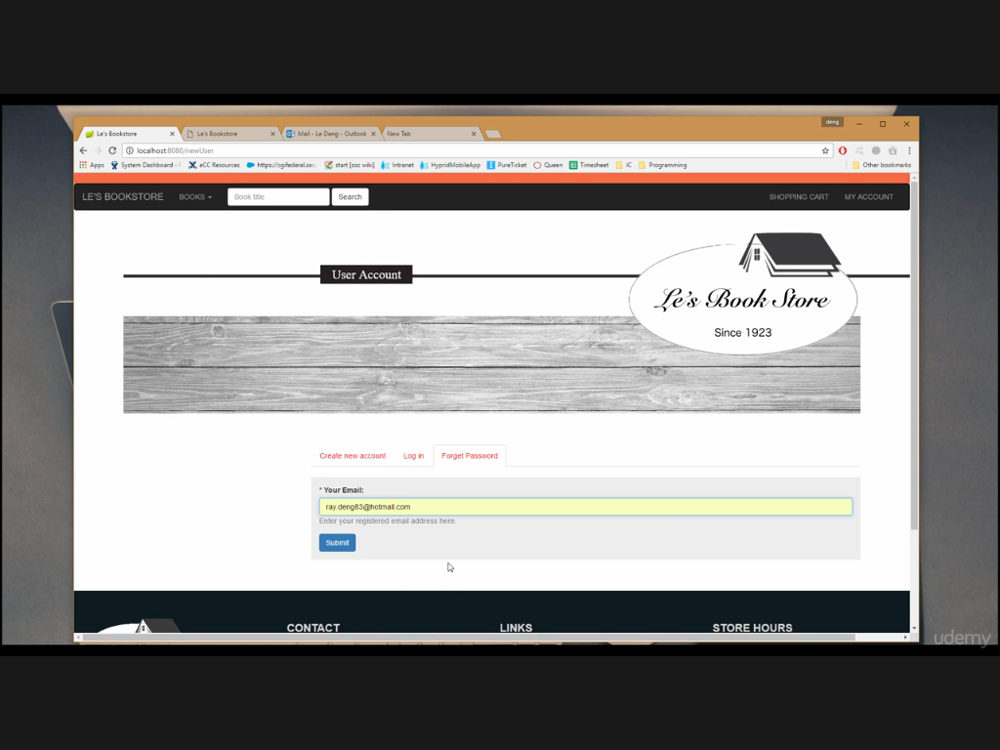 deng
Le's Bookstore
Le's Bookstore
Mail - Le Deng - Outlook
New Tab
localhost:8080/newUser
Apps
System Dashboard -
eCC Resources
https://cgifederal.sec
start [osc wiki]
Intranet
HypridMobileApp
PureTicket
Queen
Timesheet
IC
Programming
Other bookmarks
LE'S BOOKSTORE
BOOKS
Book title
Search
SHOPPING CART
MY ACCOUNT
User Account
Le's Book Store
Since 1923
Create new account
Log in
Forget Password
* Your Email:
ray.deng83@hotmail.com
Enter your registered email address here.
Submit
CONTACT
LINKS
STORE HOURS
udemy